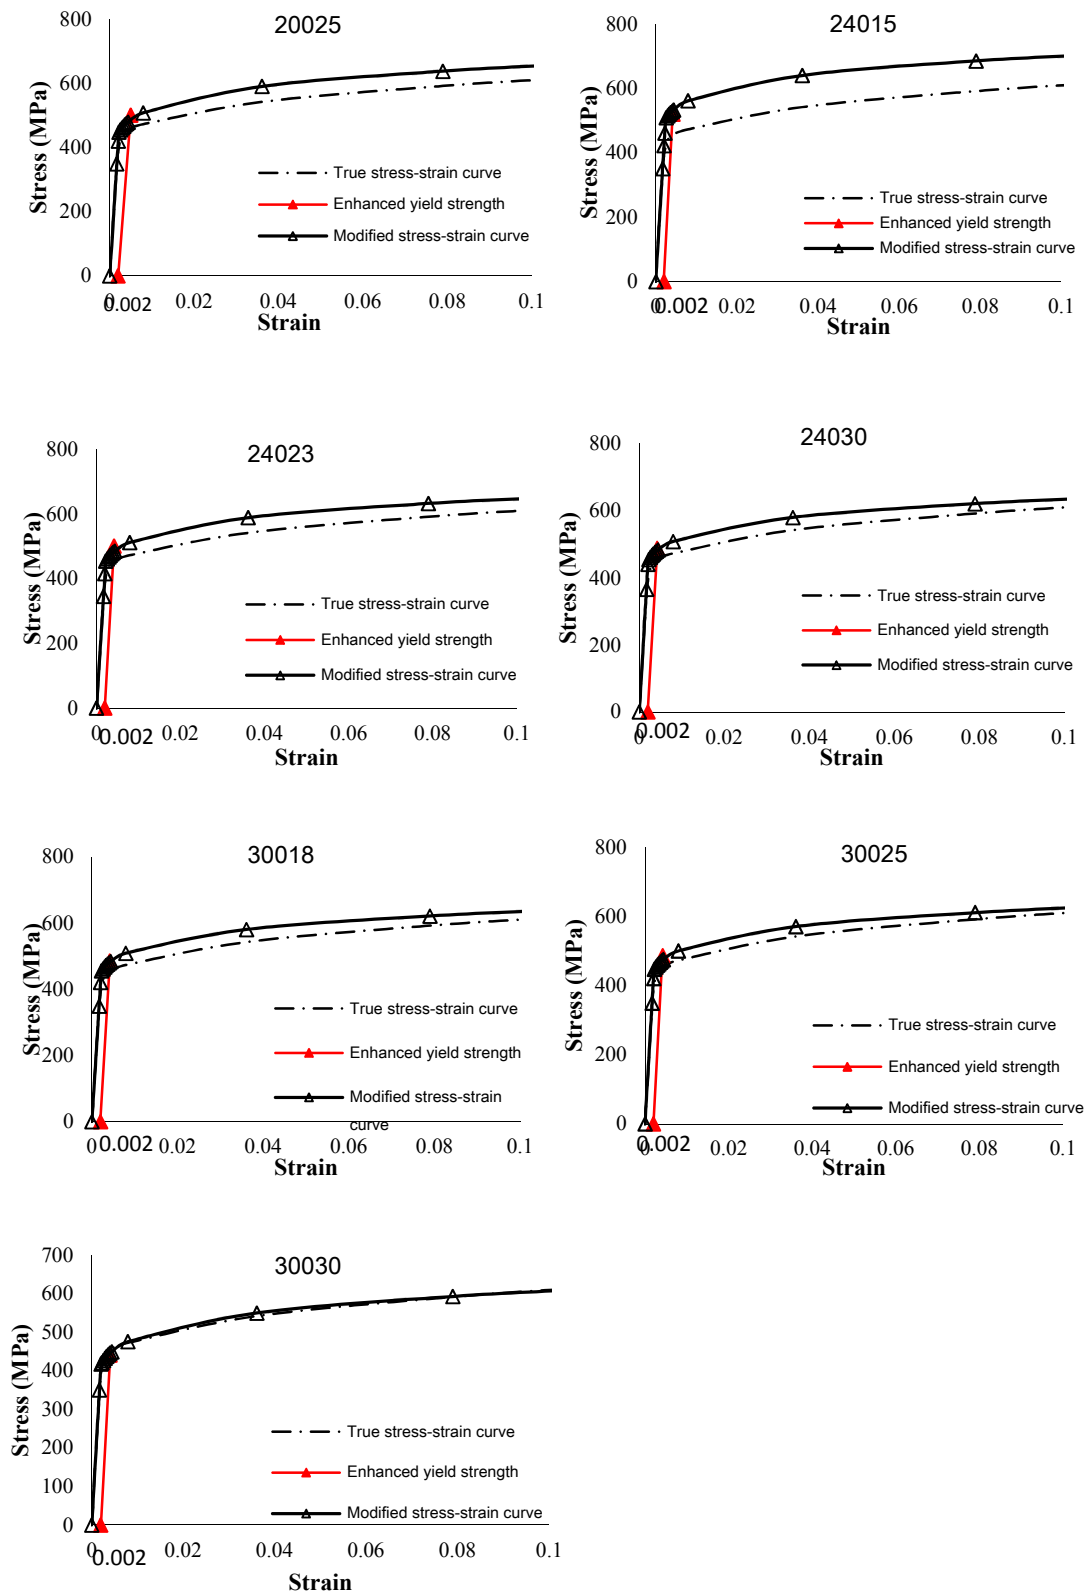 20025
800
600
400
200
0
Stress (MPa)
True stress-strain curve
Enhanced yield strength
Modified stress-strain curve
0 0.02 0.04 0.06 0.08 0.1
0.002
Strain
24015
800
600
400
200
0
Stress (MPa)
True stress-strain curve
Enhanced yield strength
Modified stress-strain curve
0 0.02 0.04 0.06 0.08 0.1
0.002
Strain
24023
800
600
400
200
0
Stress (MPa)
True stress-strain curve
Enhanced yield strength
Modified stress-strain curve
0 0.02 0.04 0.06 0.08 0.1
0.002
Strain
24030
800
600
400
200
0
Stress (MPa)
True stress-strain curve
Enhanced yield strength
Modified stress-strain curve
0 0.02 0.04 0.06 0.08 0.1
0.002
Strain
30018
800
600
400
200
0
Stress (MPa)
True stress-strain curve
Enhanced yield strength
Modified stress-strain
curve
0 0.02 0.04 0.06 0.08 0.1
0.002
Strain
30025
800
600
400
200
0
Stress (MPa)
True stress-strain curve
Enhanced yield strength
Modified stress-strain curve
0 0.02 0.04 0.06 0.08 0.1
0.002
Strain
30030
700
600
500
400
300
200
100
0
Stress (MPa)
True stress-strain curve
Enhanced yield strength
Modified stress-strain curve
0 0.02 0.04 0.06 0.08 0.1
0.002
Strain